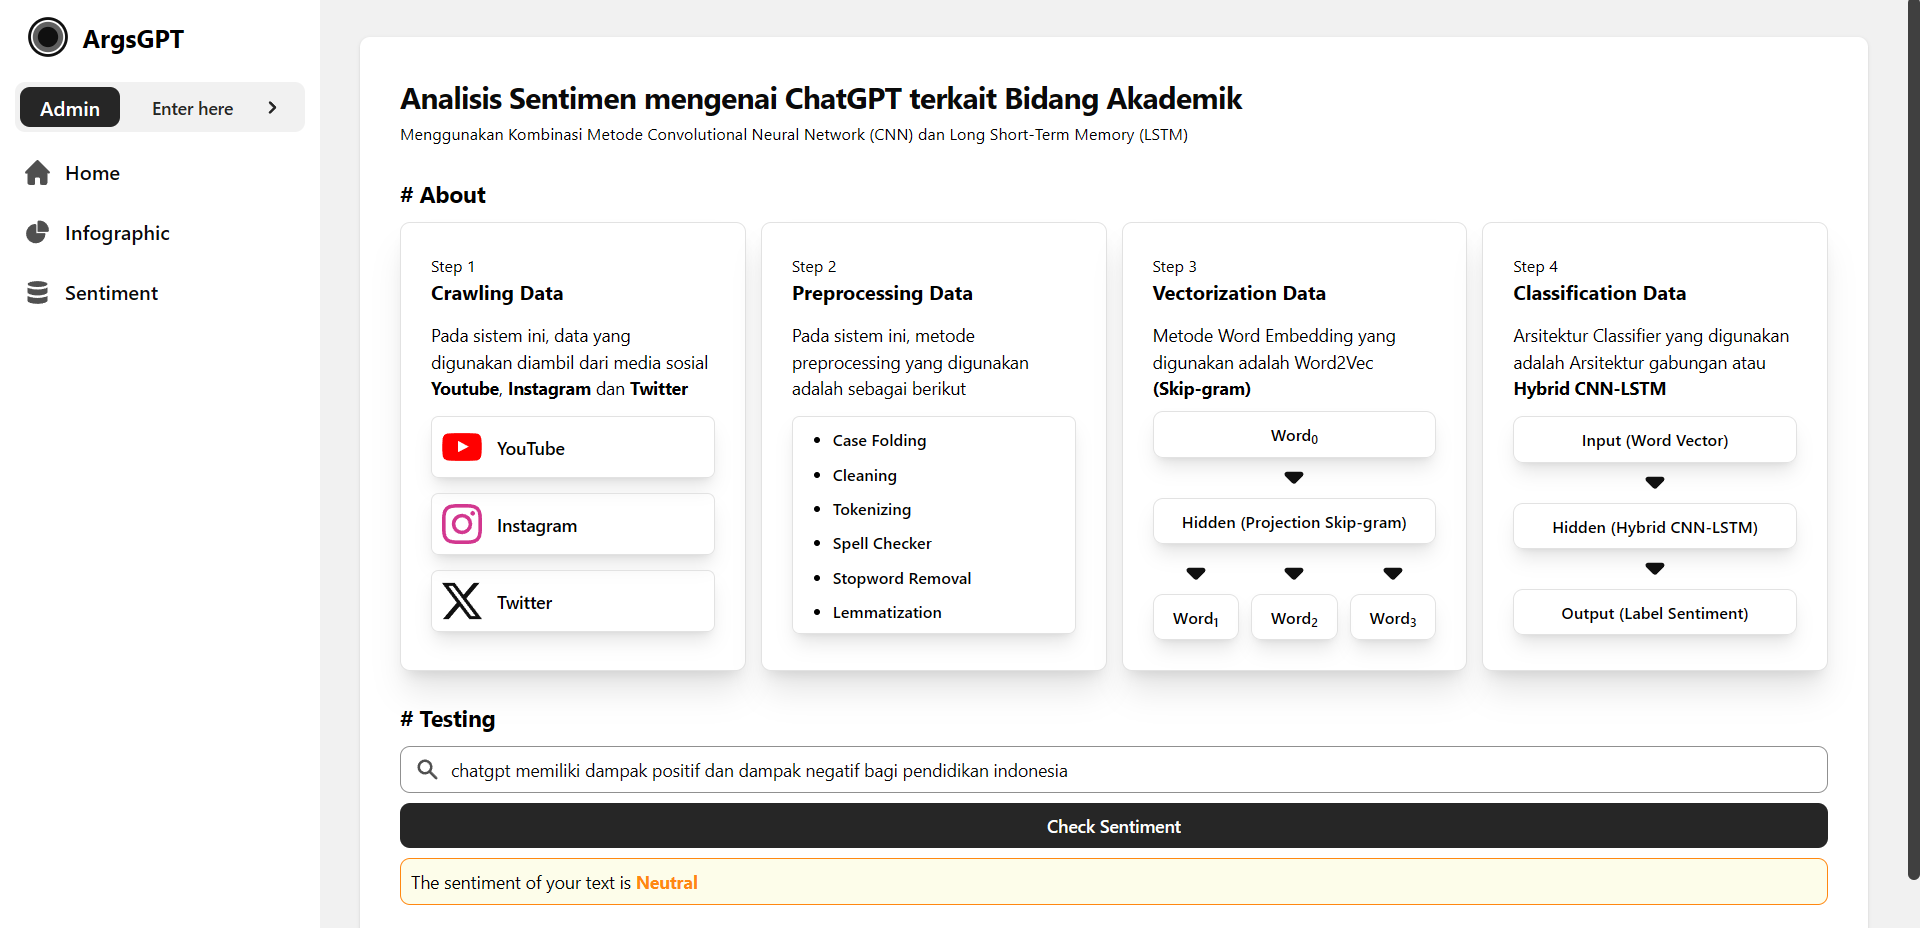 ArgsGPT
Admin
Enter here
Home
Infographic
Sentiment
Analisis Sentimen mengenai ChatGPT terkait Bidang Akademik
Menggunakan Kombinasi Metode Convolutional Neural Network (CNN) dan Long Short-Term Memory (LSTM)
# About
Step 1
Crawling Data
Pada sistem ini, data yang
digunakan diambil dari media sosial
Youtube, Instagram dan Twitter
YouTube
Instagram
Twitter
Step 2
Preprocessing Data
Pada sistem ini, metode
preprocessing yang digunakan
adalah sebagai berikut
• Case Folding
• Cleaning
• Tokenizing
• Spell Checker
• Stopword Removal
• Lemmatization
Step 3
Vectorization Data
Metode Word Embedding yang
digunakan adalah Word2Vec
(Skip-gram)
Word₀
Hidden (Projection Skip-gram)
Word₁ Word₂ Word₃
Step 4
Classification Data
Arsitektur Classifier yang digunakan
adalah Arsitektur gabungan atau
Hybrid CNN-LSTM
Input (Word Vector)
Hidden (Hybrid CNN-LSTM)
Output (Label Sentiment)
# Testing
chatgpt memiliki dampak positif dan dampak negatif bagi pendidikan indonesia
Check Sentiment
The sentiment of your text is Neutral